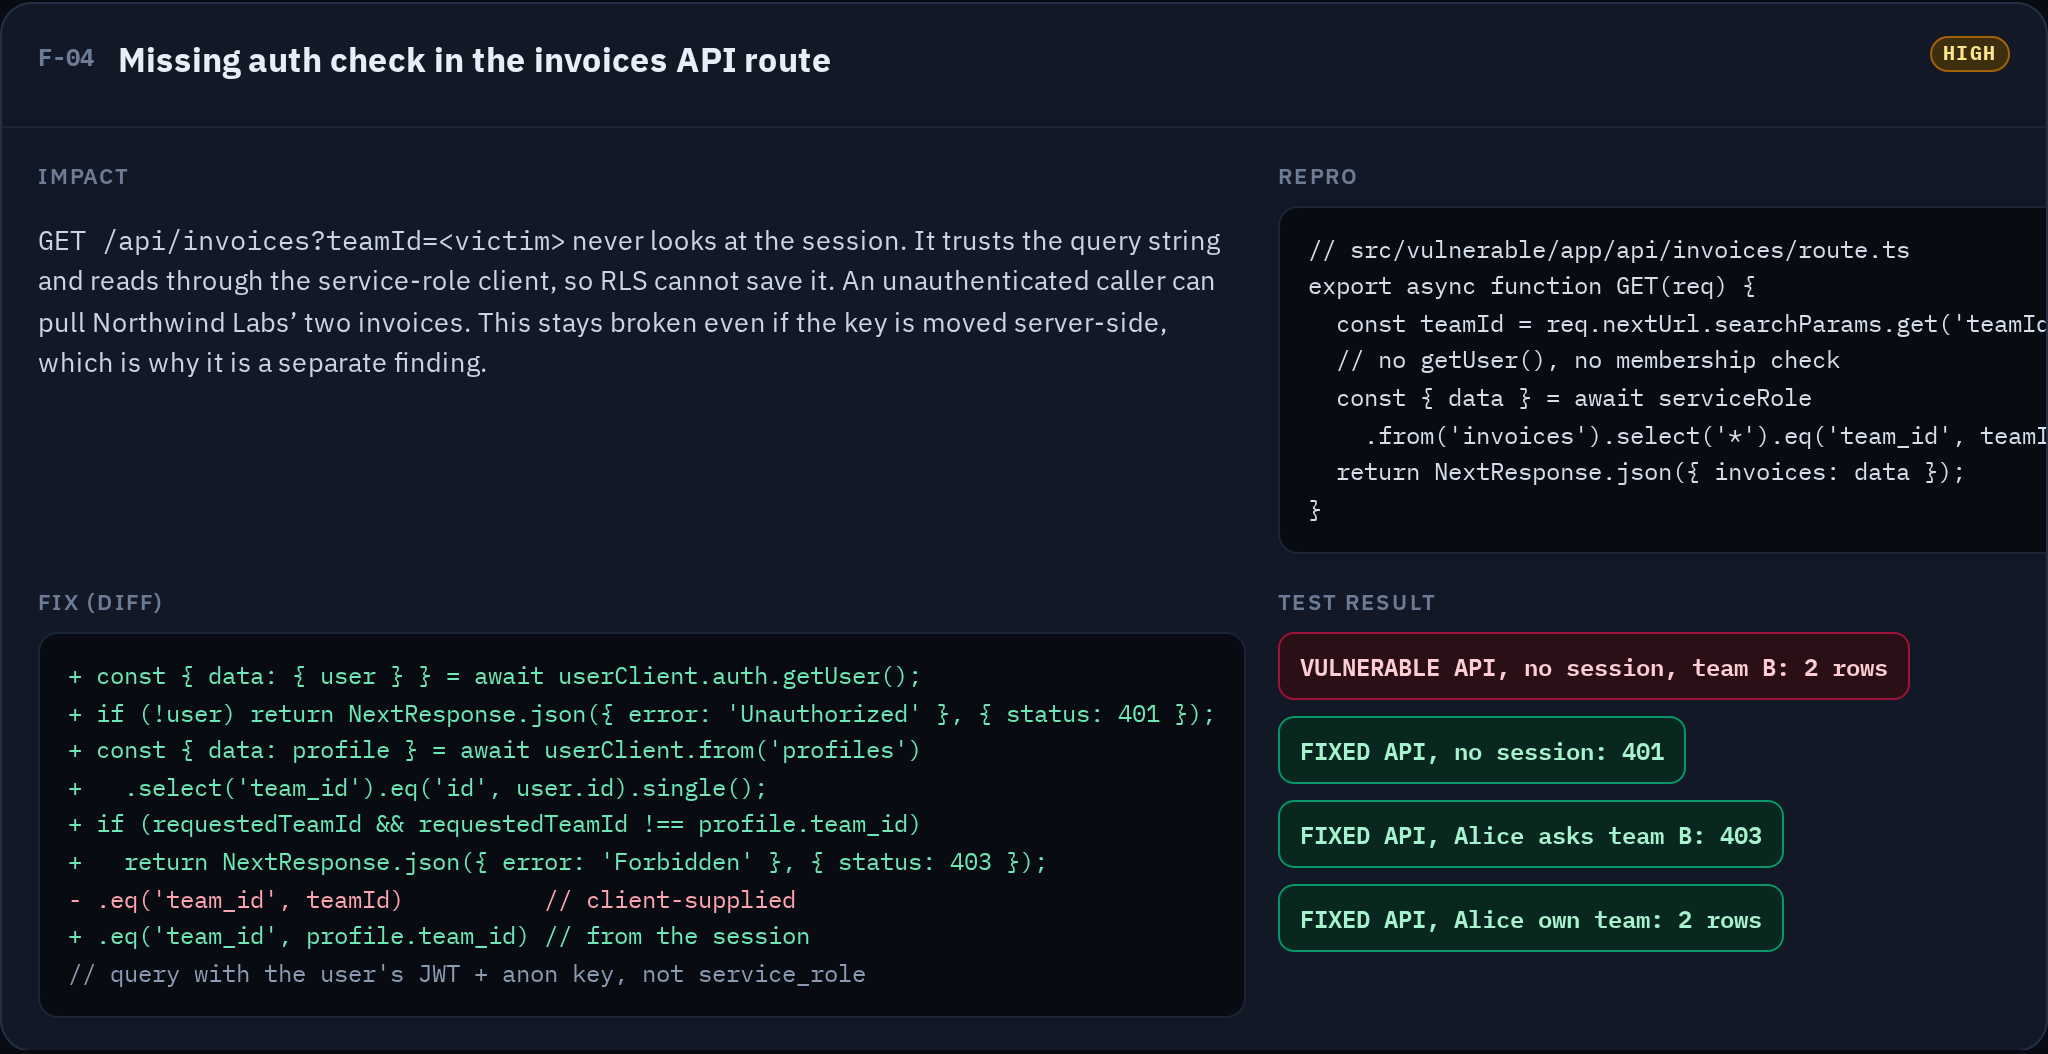 F-04 Missing auth check in the invoices API route
HIGH
IMPACT
GET /api/invoices?teamId=<victim> never looks at the session. It trusts the query string
and reads through the service-role client, so RLS cannot save it. An unauthenticated caller can
pull Northwind Labs’ two invoices. This stays broken even if the key is moved server-side,
which is why it is a separate finding.
REPRO
// src/vulnerable/app/api/invoices/route.ts
export async function GET(req) {
  const teamId = req.nextUrl.searchParams.get('teamId
  // no getUser(), no membership check
  const { data } = await serviceRole
    .from('invoices').select('*').eq('team_id', teamI
  return NextResponse.json({ invoices: data });
}
FIX (DIFF)
+ const { data: { user } } = await userClient.auth.getUser();
+ if (!user) return NextResponse.json({ error: 'Unauthorized' }, { status: 401 });
+ const { data: profile } = await userClient.from('profiles')
+   .select('team_id').eq('id', user.id).single();
+ if (requestedTeamId && requestedTeamId !== profile.team_id)
+   return NextResponse.json({ error: 'Forbidden' }, { status: 403 });
- .eq('team_id', teamId)          // client-supplied
+ .eq('team_id', profile.team_id) // from the session
// query with the user's JWT + anon key, not service_role
TEST RESULT
VULNERABLE API, no session, team B: 2 rows
FIXED API, no session: 401
FIXED API, Alice asks team B: 403
FIXED API, Alice own team: 2 rows